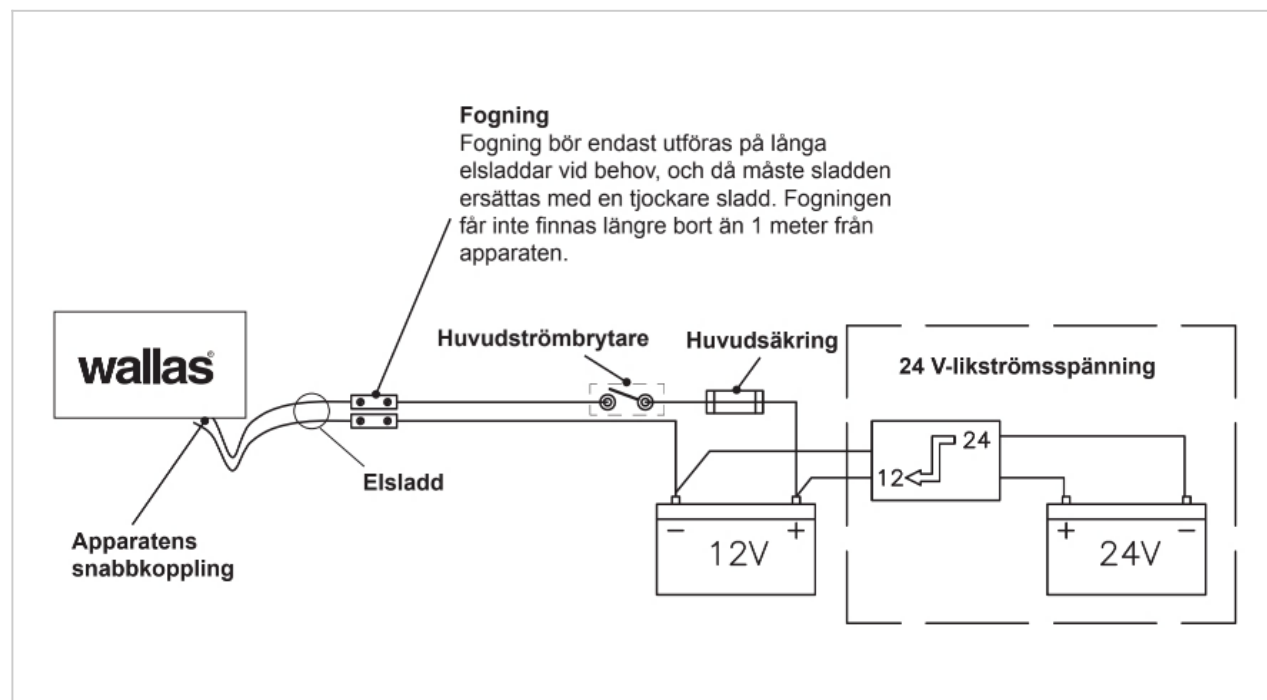 Fogning
Fogning bör endast utföras på långa
elsladdar vid behov, och då måste sladden
ersättas med en tjockare sladd. Fogningen
får inte finnas längre bort än 1 meter från
apparaten.
wallas®
Huvudströmbrytare
Huvudsäkring
24 V-likströmsspänning
24
12
Elsladd
Apparatens
snabbkoppling
− +
12V
+ −
24V